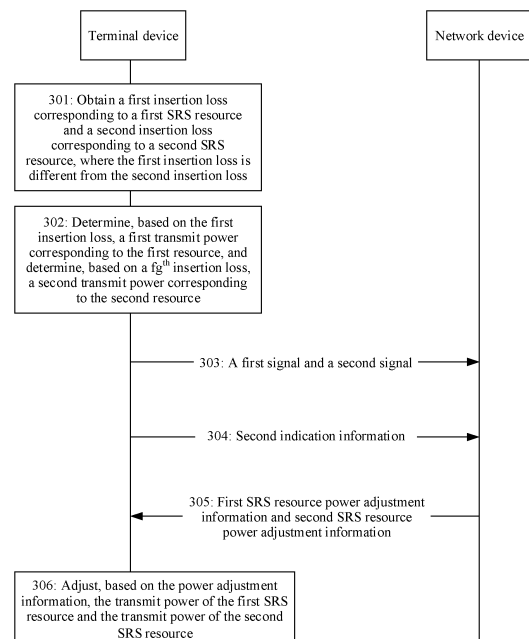 Terminal device
Network device
301: Obtain a first insertion loss
corresponding to a first SRS resource
and a second insertion loss
corresponding to a second SRS
resource, where the first insertion loss is
different from the second insertion loss
302: Determine, based on the first
insertion loss, a first transmit power
corresponding to the first resource, and
determine, based on a fgth insertion loss,
a second transmit power corresponding
to the second resource
303: A first signal and a second signal
304: Second indication information
305: First SRS resource power adjustment
information and second SRS resource
power adjustment information
306: Adjust, based on the power adjustment
information, the transmit power of the first SRS
resource and the transmit power of the second
SRS resource